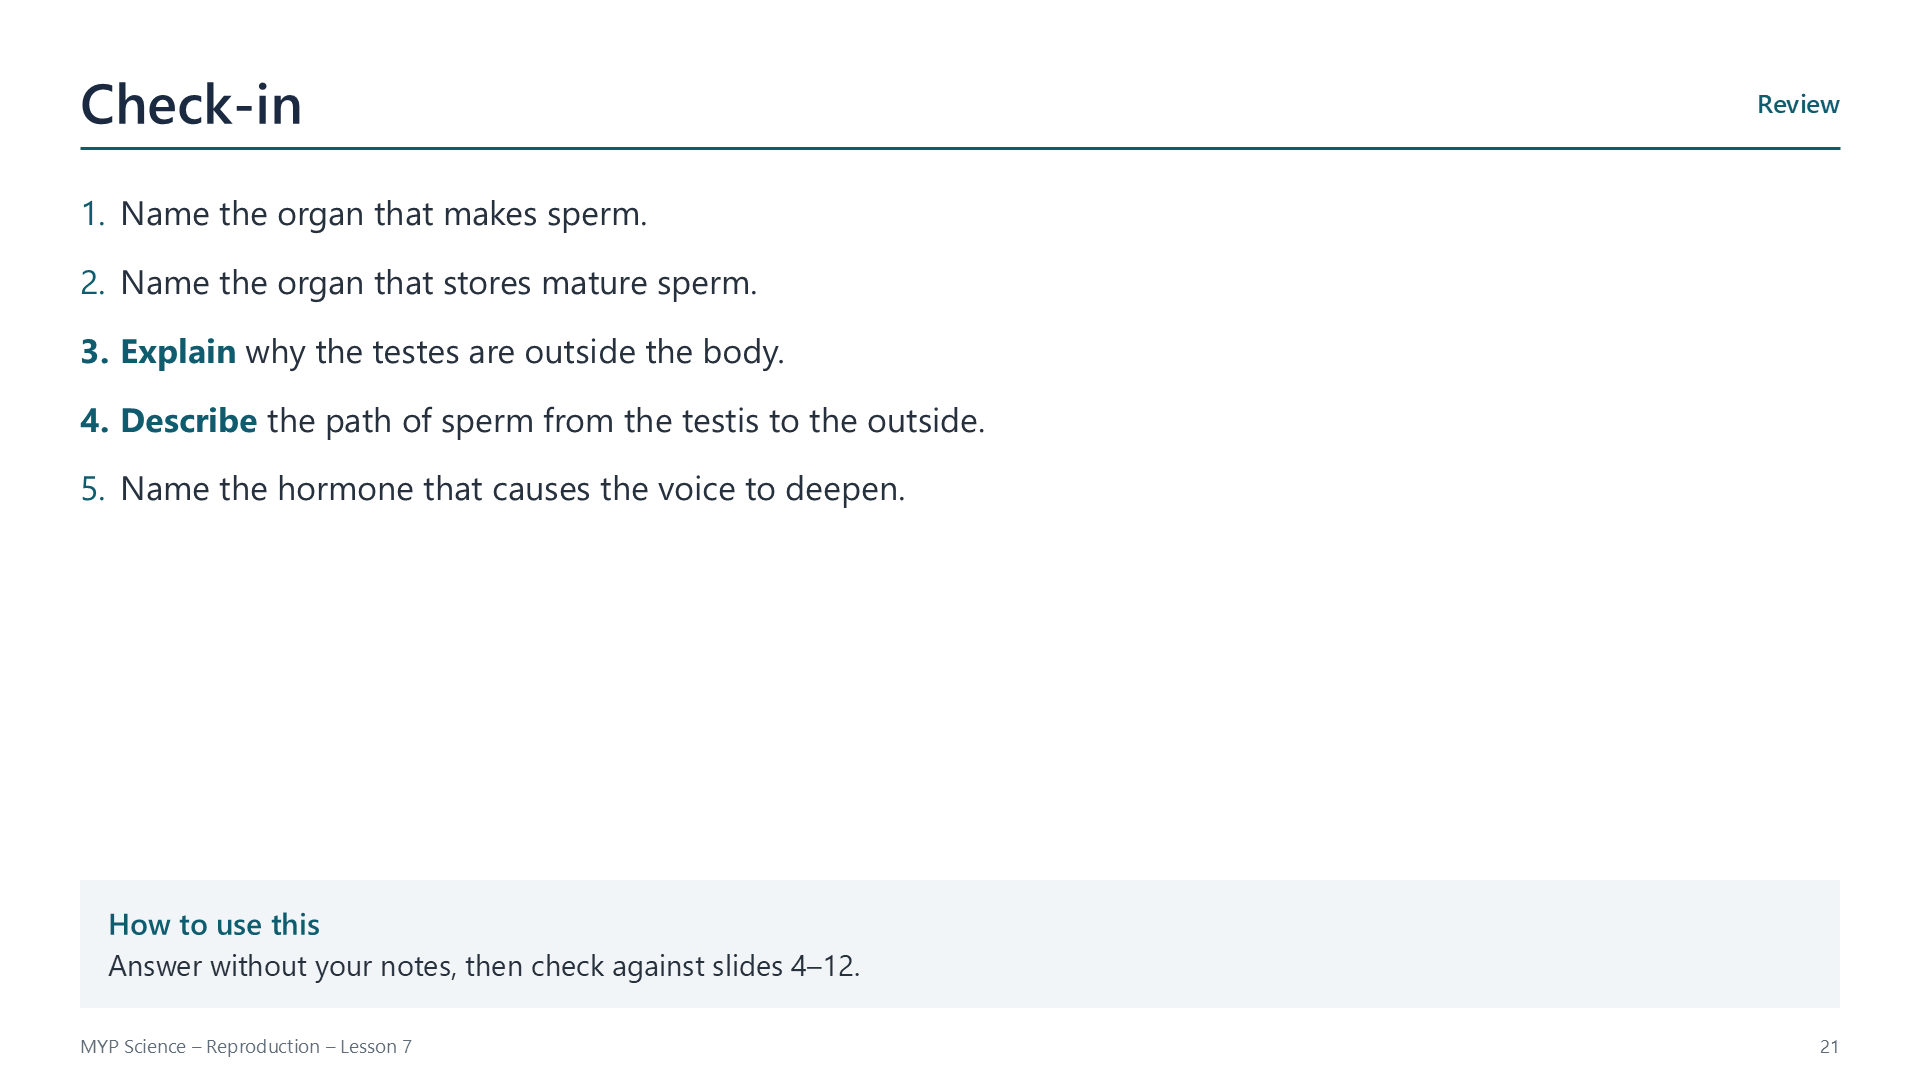 Check-in
Review
1. Name the organ that makes sperm.
2. Name the organ that stores mature sperm.
3. Explain why the testes are outside the body.
4. Describe the path of sperm from the testis to the outside.
5. Name the hormone that causes the voice to deepen.
How to use this
Answer without your notes, then check against slides 4–12.
MYP Science – Reproduction – Lesson 7
21